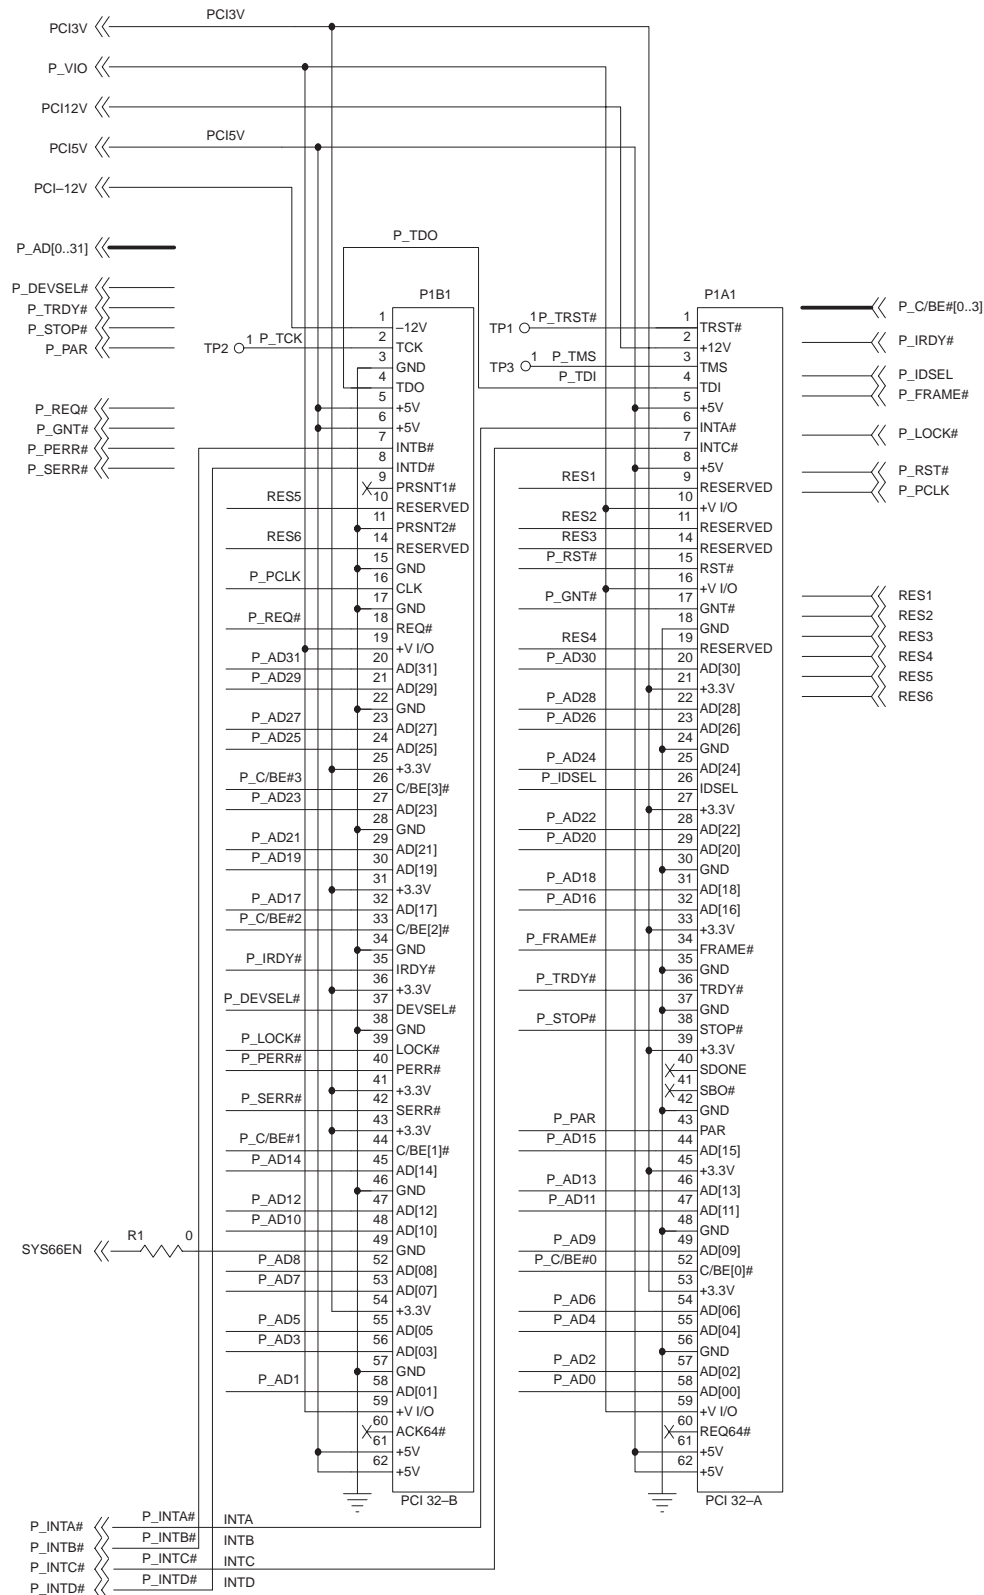 PCI3V
PCI3V
P_VIO
PCI12V
PCI5V
PCI5V
PCI–12V
P_AD[0..31]
P_DEVSEL#
P_TRDY#
P_STOP#
P_PAR
P_REQ#
P_GNT#
P_PERR#
P_SERR#
P_TDO
TP2 1 P_TCK
P1B1
1 –12V
2 TCK
3 GND
4 TDO
5 +5V
6 +5V
7 INTB#
8 INTD#
9 PRSNT1#
RES5 10 RESERVED
11 PRSNT2#
RES6 14 RESERVED
15 GND
P_PCLK 16 CLK
17 GND
P_REQ# 18 REQ#
19 +V I/O
P_AD31 20 AD[31]
P_AD29 21 AD[29]
22 GND
P_AD27 23 AD[27]
P_AD25 24 AD[25]
25 +3.3V
P_C/BE#3 26 C/BE[3]#
P_AD23 27 AD[23]
28 GND
P_AD21 29 AD[21]
P_AD19 30 AD[19]
31 +3.3V
P_AD17 32 AD[17]
P_C/BE#2 33 C/BE[2]#
34 GND
P_IRDY# 35 IRDY#
36 +3.3V
P_DEVSEL# 37 DEVSEL#
38 GND
P_LOCK# 39 LOCK#
P_PERR# 40 PERR#
41 +3.3V
P_SERR# 42 SERR#
43 +3.3V
P_C/BE#1 44 C/BE[1]#
P_AD14 45 AD[14]
46 GND
P_AD12 47 AD[12]
P_AD10 48 AD[10]
SYS66EN R1 0 49 GND
P_AD8 52 AD[08]
P_AD7 53 AD[07]
54 +3.3V
P_AD5 55 AD[05
P_AD3 56 AD[03]
57 GND
P_AD1 58 AD[01]
59 +V I/O
60 ACK64#
61 +5V
62 +5V
PCI 32–B
P1A1
TP1 1 P_TRST# 1 TRST#
2 +12V
TP3 1 P_TMS 3 TMS
P_TDI 4 TDI
5 +5V
6 INTA#
7 INTC#
8 +5V
RES1 9 RESERVED
10 +V I/O
RES2 11 RESERVED
RES3 14 RESERVED
P_RST# 15 RST#
16 +V I/O
P_GNT# 17 GNT#
18 GND
RES4 19 RESERVED
P_AD30 20 AD[30]
21 +3.3V
P_AD28 22 AD[28]
P_AD26 23 AD[26]
24 GND
P_AD24 25 AD[24]
P_IDSEL 26 IDSEL
27 +3.3V
P_AD22 28 AD[22]
P_AD20 29 AD[20]
30 GND
P_AD18 31 AD[18]
P_AD16 32 AD[16]
33 +3.3V
P_FRAME# 34 FRAME#
35 GND
P_TRDY# 36 TRDY#
37 GND
P_STOP# 38 STOP#
39 +3.3V
40 SDONE
41 SBO#
42 GND
P_PAR 43 PAR
P_AD15 44 AD[15]
45 +3.3V
P_AD13 46 AD[13]
P_AD11 47 AD[11]
48 GND
P_AD9 49 AD[09]
P_C/BE#0 52 C/BE[0]#
53 +3.3V
P_AD6 54 AD[06]
P_AD4 55 AD[04]
56 GND
P_AD2 57 AD[02]
P_AD0 58 AD[00]
59 +V I/O
60 REQ64#
61 +5V
62 +5V
PCI 32–A
P_C/BE#[0..3]
P_IRDY#
P_IDSEL
P_FRAME#
P_LOCK#
P_RST#
P_PCLK
RES1
RES2
RES3
RES4
RES5
RES6
P_INTA# P_INTA# INTA
P_INTB# P_INTB# INTB
P_INTC# P_INTC# INTC
P_INTD# P_INTD# INTD